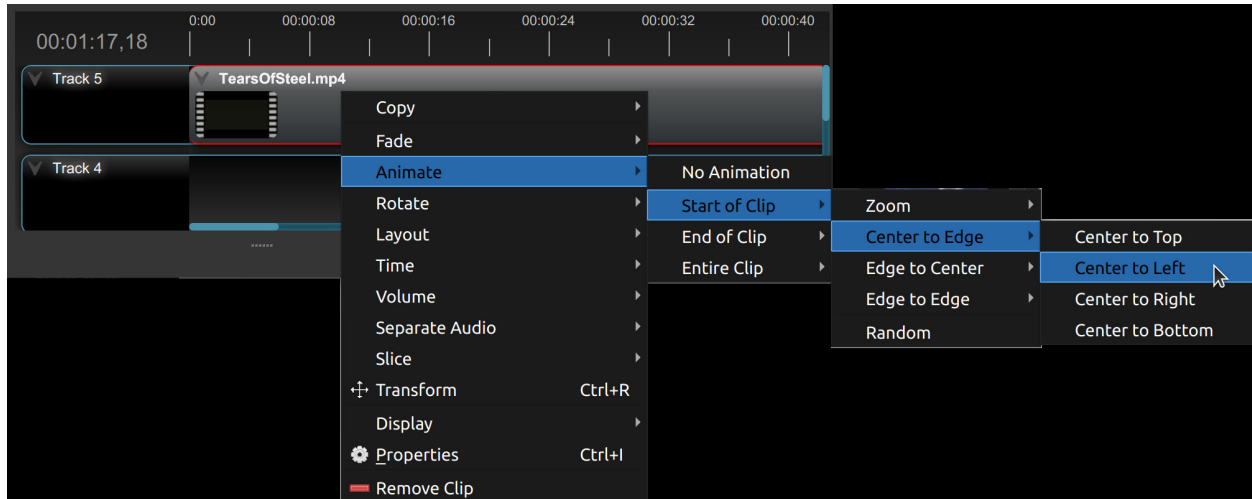 0:00 00:00:08 00:00:16 00:00:24 00:00:32 00:00:40
00:01:17,18
Track 5 TearsOfSteel.mp4
Copy
Fade
Track 4
Animate
Rotate
Layout
Time
Volume
Separate Audio
Slice
Transform Ctrl+R
Display
Properties Ctrl+I
Remove Clip
No Animation
Start of Clip
End of Clip
Entire Clip
Zoom
Center to Edge
Edge to Center
Edge to Edge
Random
Center to Top
Center to Left
Center to Right
Center to Bottom